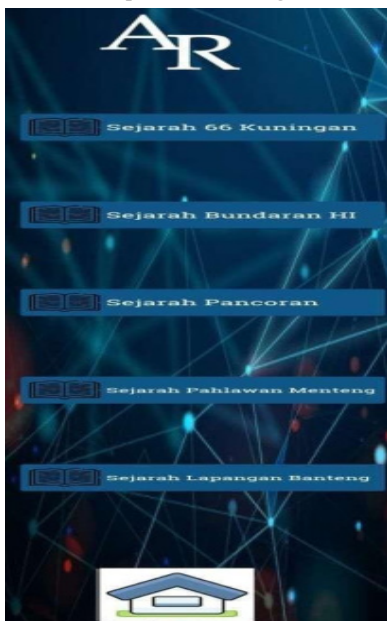 AR
Sejarah 66 Kuningan
Sejarah Bundaran HI
Sejarah Pancoran
Sejarah Pahlawan Menteng
Sejarah Lapangan Banteng